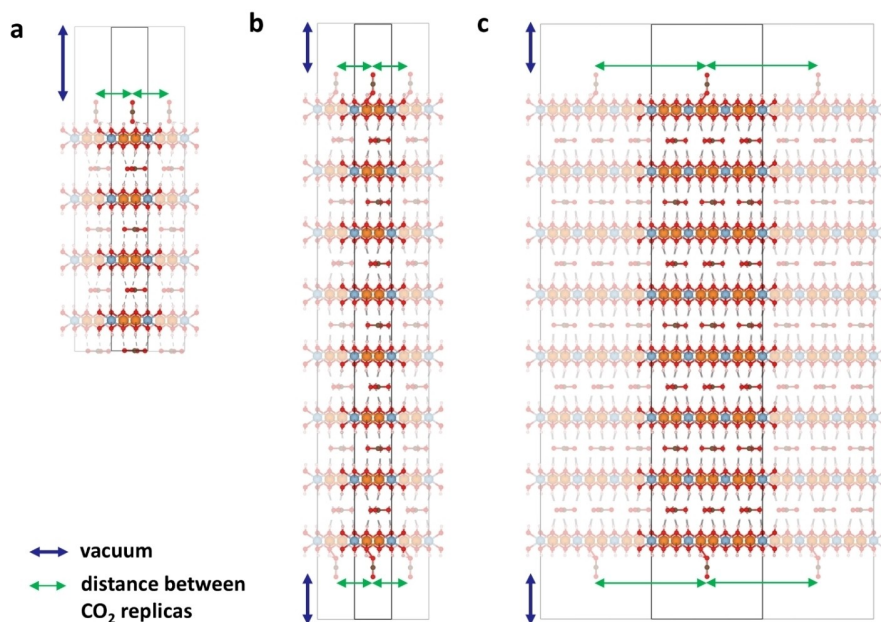 a
b
c
vacuum
distance between
CO₂ replicas